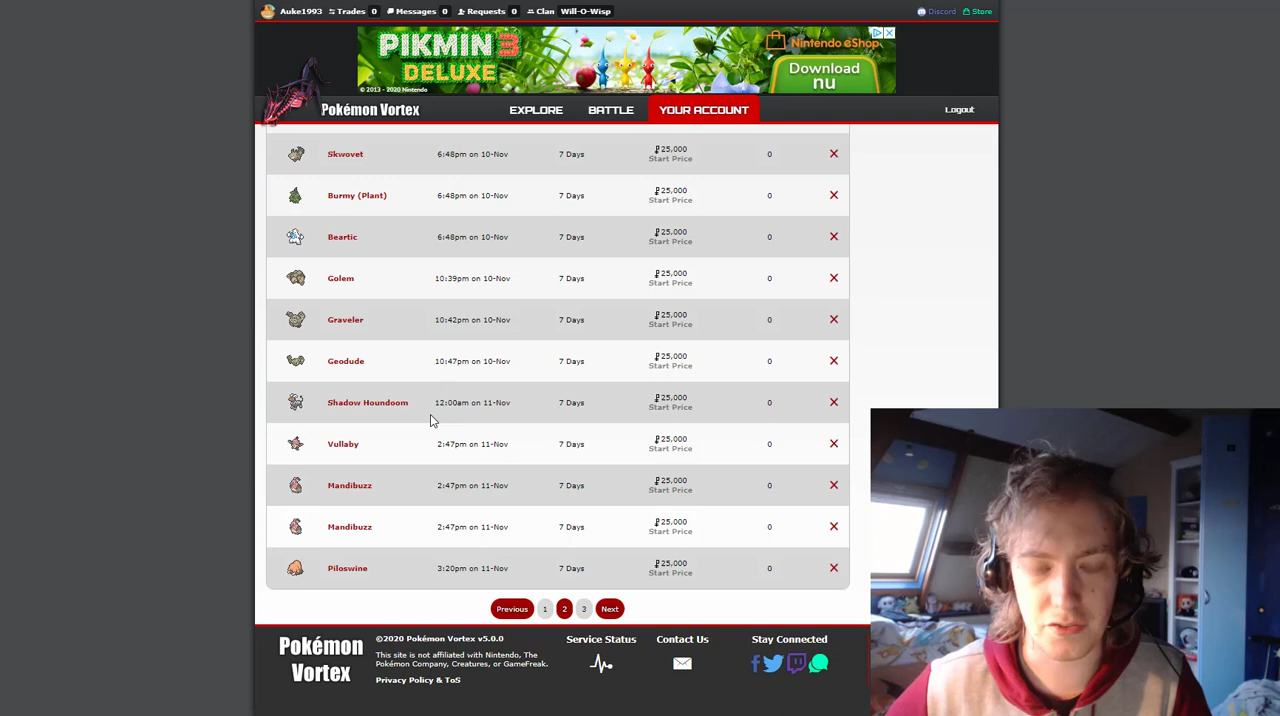 Auke1993 Trades 0 Messages 0 Requests 0 Clan Will-O-Wisp Discord Store
PIKMIN 3
DELUXE
© 2013 - 2020 Nintendo
Nintendo eShop
Download
nu
Pokémon Vortex EXPLORE BATTLE YOUR ACCOUNT Logout
Skwovet 6:48pm on 10-Nov 7 Days 25,000 Start Price 0
Burmy (Plant) 6:48pm on 10-Nov 7 Days 25,000 Start Price 0
Beartic 6:48pm on 10-Nov 7 Days 25,000 Start Price 0
Golem 10:39pm on 10-Nov 7 Days 25,000 Start Price 0
Graveler 10:42pm on 10-Nov 7 Days 25,000 Start Price 0
Geodude 10:47pm on 10-Nov 7 Days 25,000 Start Price 0
Shadow Houndoom 12:00am on 11-Nov 7 Days 25,000 Start Price 0
Vullaby 2:47pm on 11-Nov 7 Days 25,000 Start Price 0
Mandibuzz 2:47pm on 11-Nov 7 Days 25,000 Start Price 0
Mandibuzz 2:47pm on 11-Nov 7 Days 25,000 Start Price 0
Piloswine 3:20pm on 11-Nov 7 Days 25,000 Start Price 0
Previous 1 2 3 Next
Pokémon
Vortex
©2020 Pokémon Vortex v5.0.0
This site is not affiliated with Nintendo, The
Pokémon Company, Creatures, or GameFreak.
Privacy Policy & ToS
Service Status
Contact Us
Stay Connected